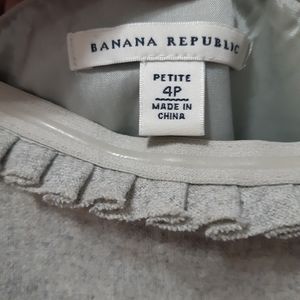 BANANA REPUBLIC
PETITE
4P
MADE IN
CHINA